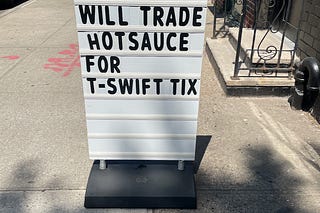 WILL TRADE
HOTSAUCE
FOR
T-SWIFT TIX